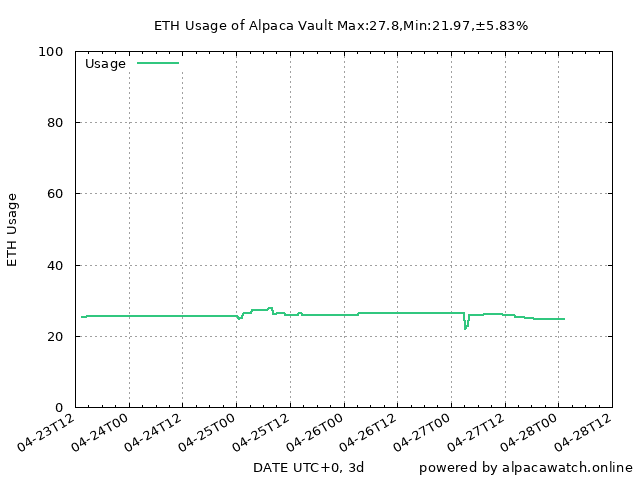 ETH Usage of Alpaca Vault Max:27.8,Min:21.97,±5.83%
Usage
100
80
60
40
20
0
ETH Usage
04-23T12
04-24T00
04-24T12
04-25T00
04-25T12
04-26T00
04-26T12
04-27T00
04-27T12
04-28T00
04-28T12
DATE UTC+0, 3d
powered by alpacawatch.online